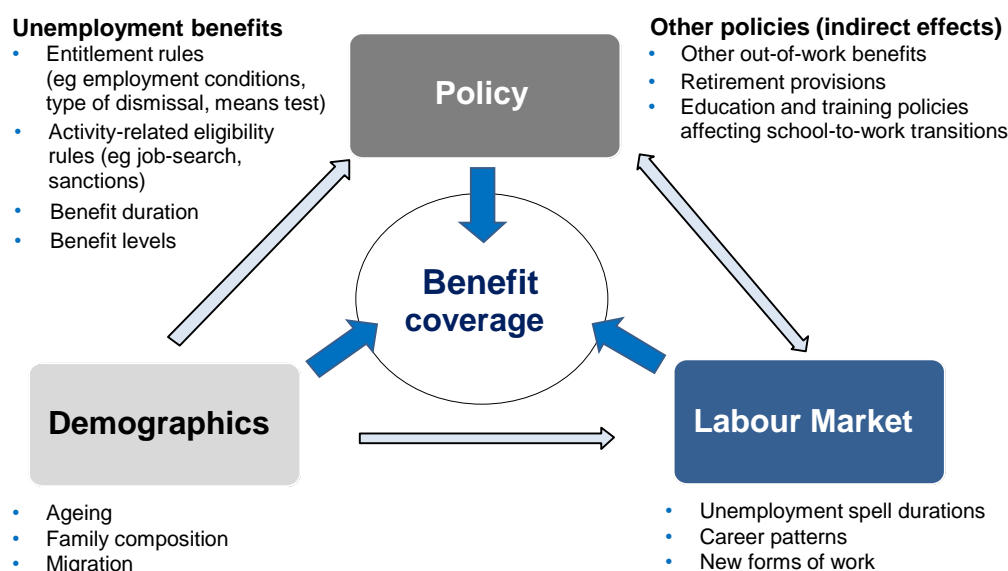 Unemployment benefits
• Entitlement rules
(eg employment conditions,
type of dismissal, means test)
• Activity-related eligibility
rules (eg job-search,
sanctions)
• Benefit duration
• Benefit levels
Policy
Other policies (indirect effects)
• Other out-of-work benefits
• Retirement provisions
• Education and training policies
affecting school-to-work transitions
Benefit
coverage
Demographics
Labour Market
• Ageing
• Family composition
• Migration
• Unemployment spell durations
• Career patterns
• New forms of work